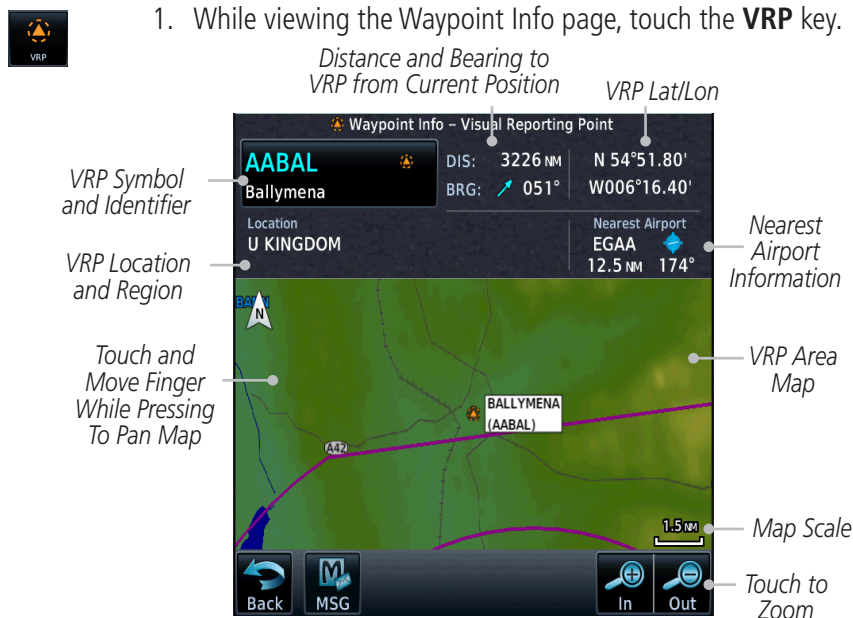 1. While viewing the Waypoint Info page, touch the VRP key.
VRP
Distance and Bearing to
VRP from Current Position
VRP Lat/Lon
Waypoint Info – Visual Reporting Point
AABAL
Ballymena
DIS: 3226 NM
BRG: 051°
N 54°51.80'
W006°16.40'
VRP Symbol
and Identifier
Location
U KINGDOM
Nearest Airport
EGAA
12.5 NM 174°
Nearest
Airport
Information
VRP Location
and Region
N
Touch and
Move Finger
While Pressing
To Pan Map
VRP Area
Map
BALLYMENA
(AABAL)
A42
1.5 NM
Map Scale
Back
MSG
In
Out
Touch to
Zoom